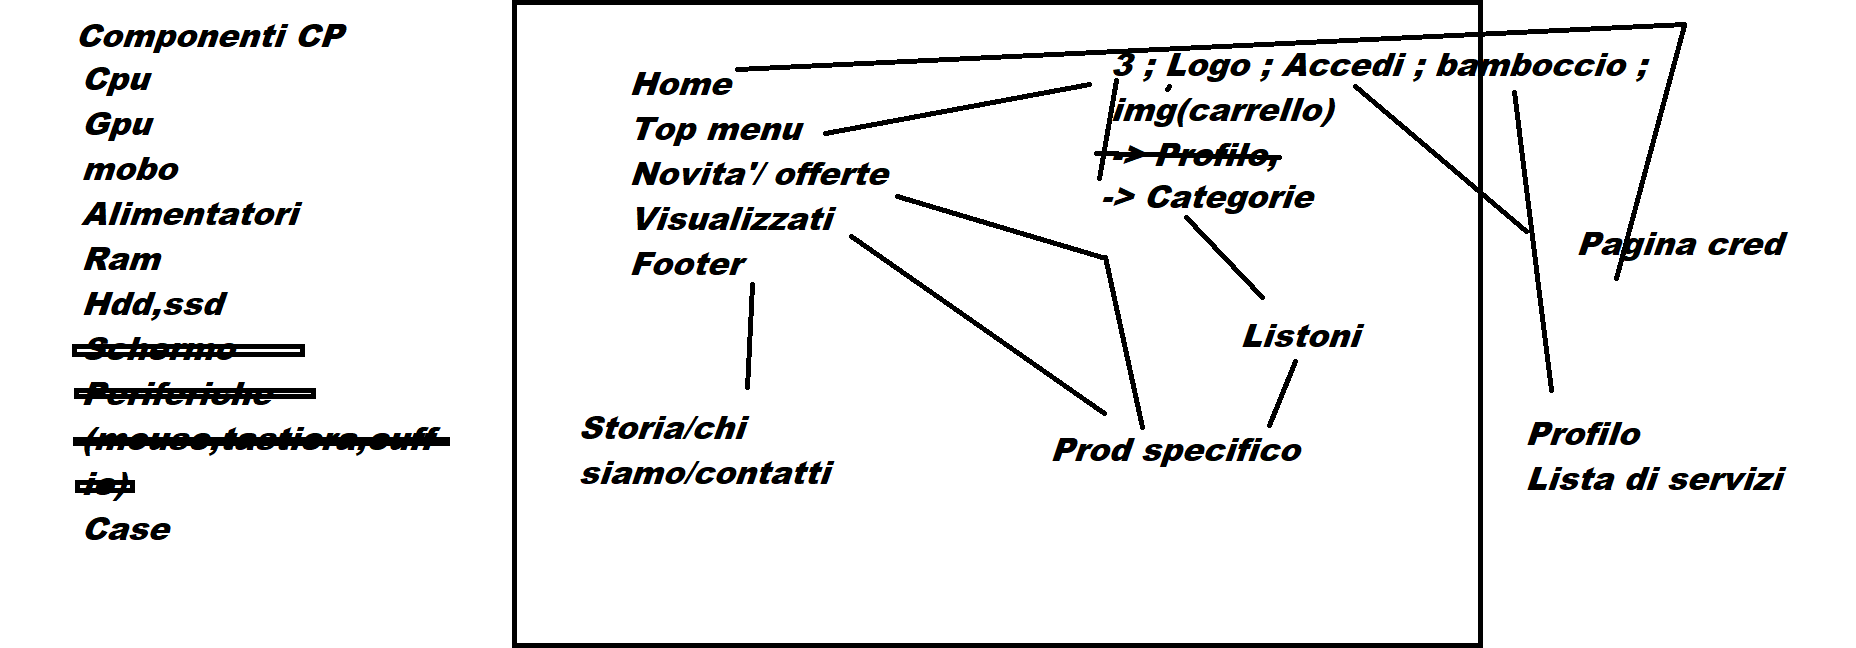 Componenti CP
Cpu
Gpu
mobo
Alimentatori
Ram
Hdd,ssd
Schermo
Periferiche
(mouse,tastiera,cuff
ie)
Case
Home
Top menu
Novita'/ offerte
Visualizzati
Footer
Storia/chi
siamo/contatti
3 ; Logo ; Accedi ; bamboccio ;
img(carrello)
-> Profilo,
-> Categorie
Listoni
Prod specifico
Pagina cred
Profilo
Lista di servizi